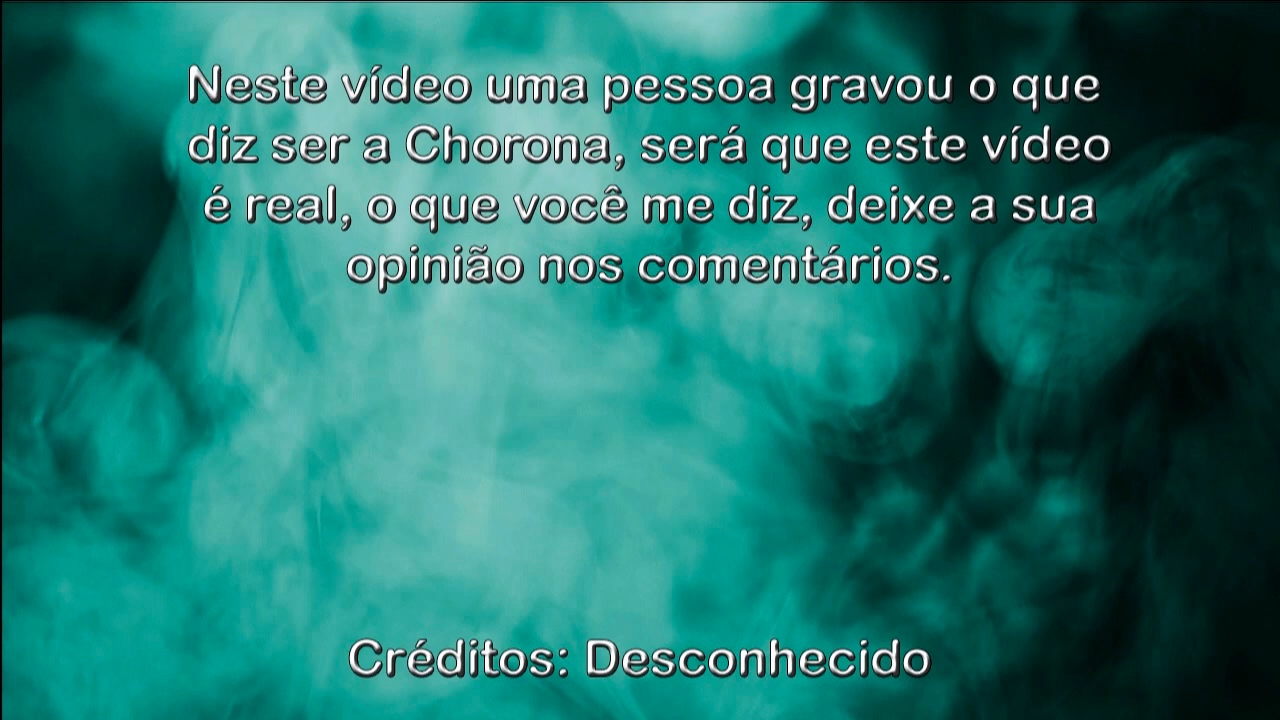 Neste vídeo uma pessoa gravou o que
diz ser a Chorona, será que este vídeo
é real, o que você me diz, deixe a sua
opinião nos comentários.
Créditos: Desconhecido